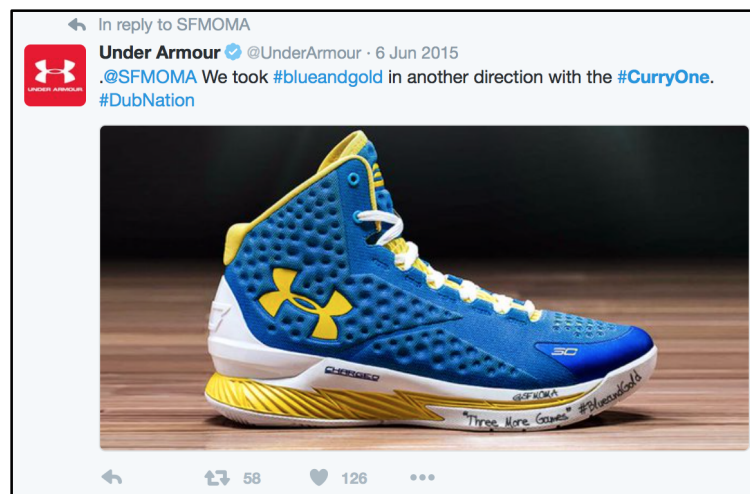 In reply to SFMOMA
Under Armour @UnderArmour · 6 Jun 2015
.@SFMOMA We took #blueandgold in another direction with the #CurryOne.
#DubNation
UNDER ARMOUR
SC
CHARGED
@SFMOMA
"Three More Games" #BlueandGold
58 126